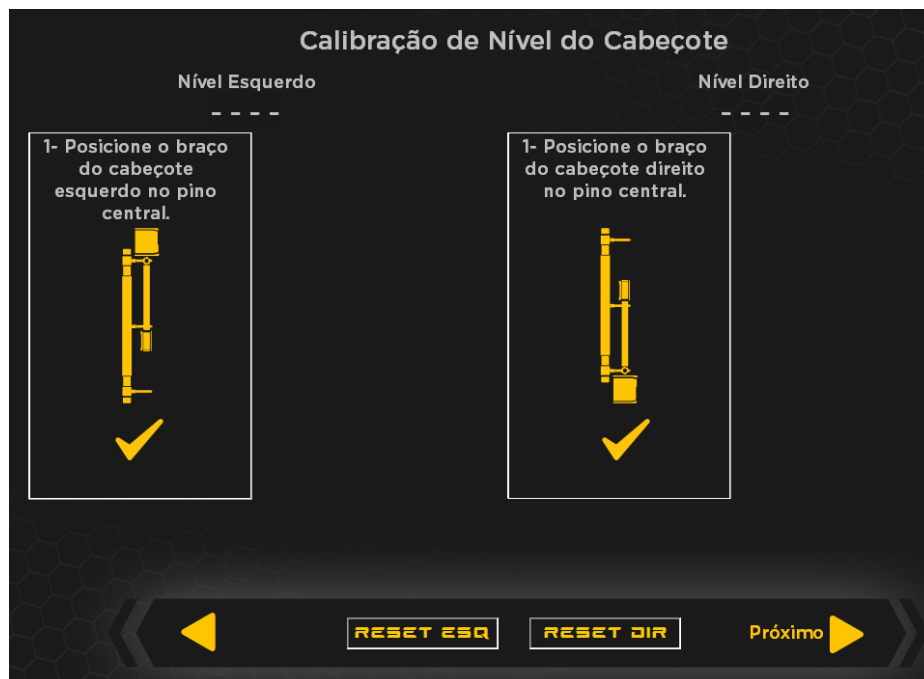 Calibração de Nível do Cabeçote
Nível Esquerdo
- - - -
1- Posicione o braço
do cabeçote
esquerdo no pino
central.
Nível Direito
- - - -
1- Posicione o braço
do cabeçote direito
no pino central.
RESET ESQ
RESET DIR
Próximo